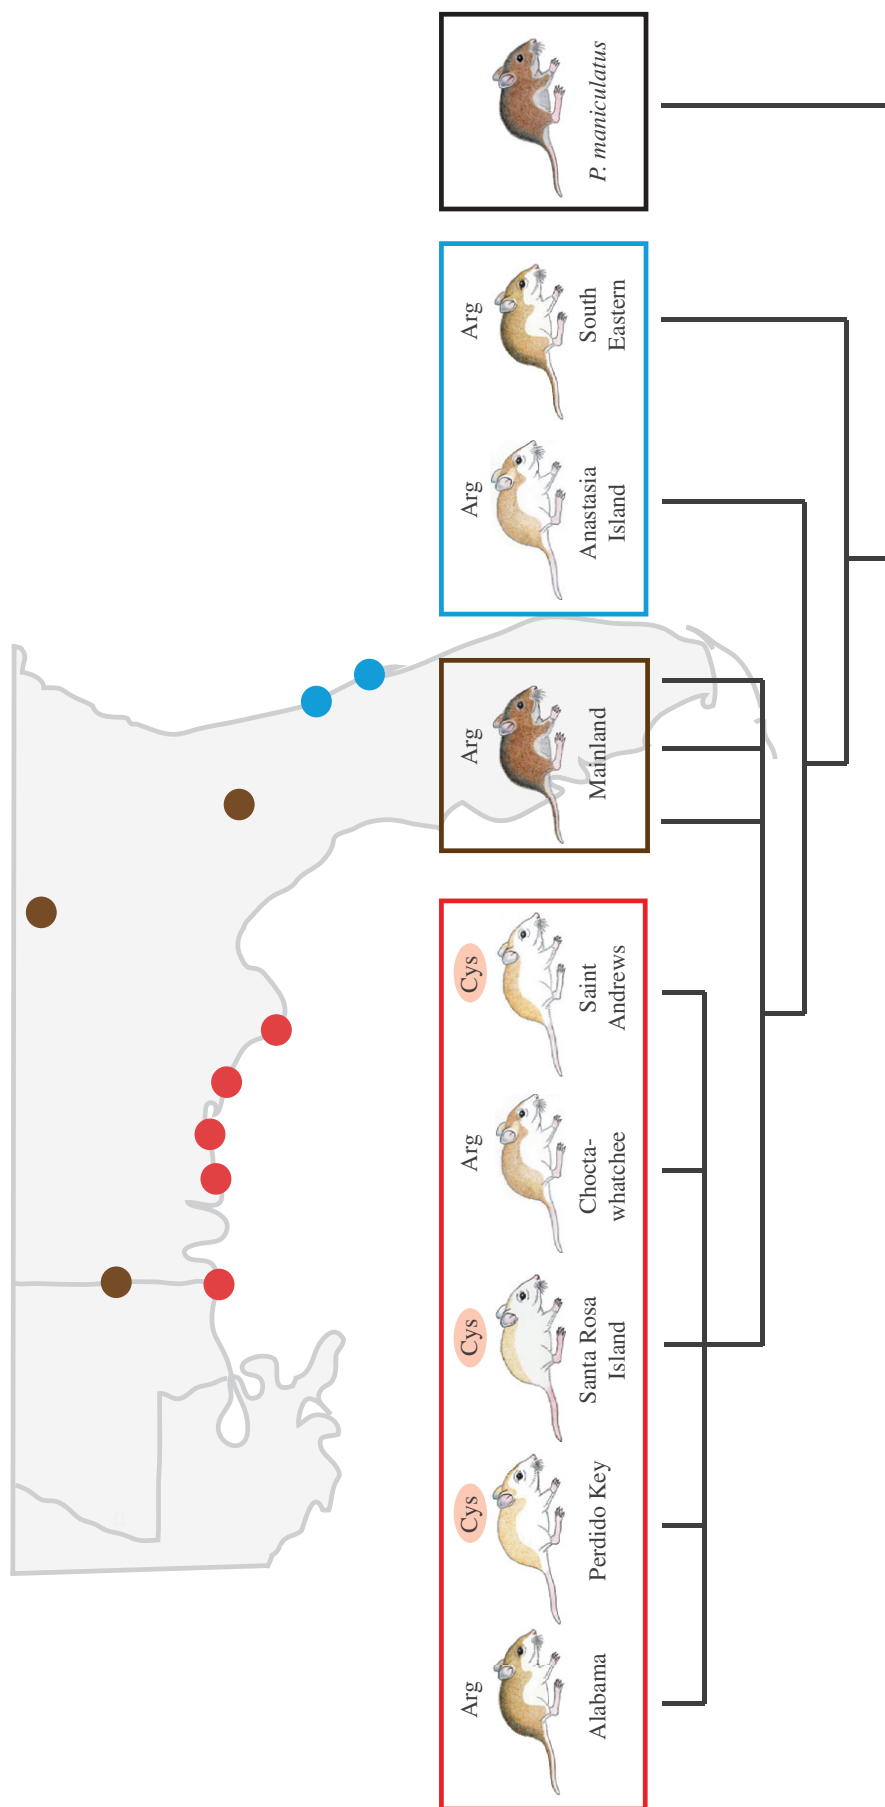 Arg
Alabama
Cys
Perdido Key
Cys
Santa Rosa
Island
Arg
Chocta-
whatchee
Cys
Saint
Andrews
Arg
Mainland
Arg
Anastasia
Island
Arg
South
Eastern
P. maniculatus